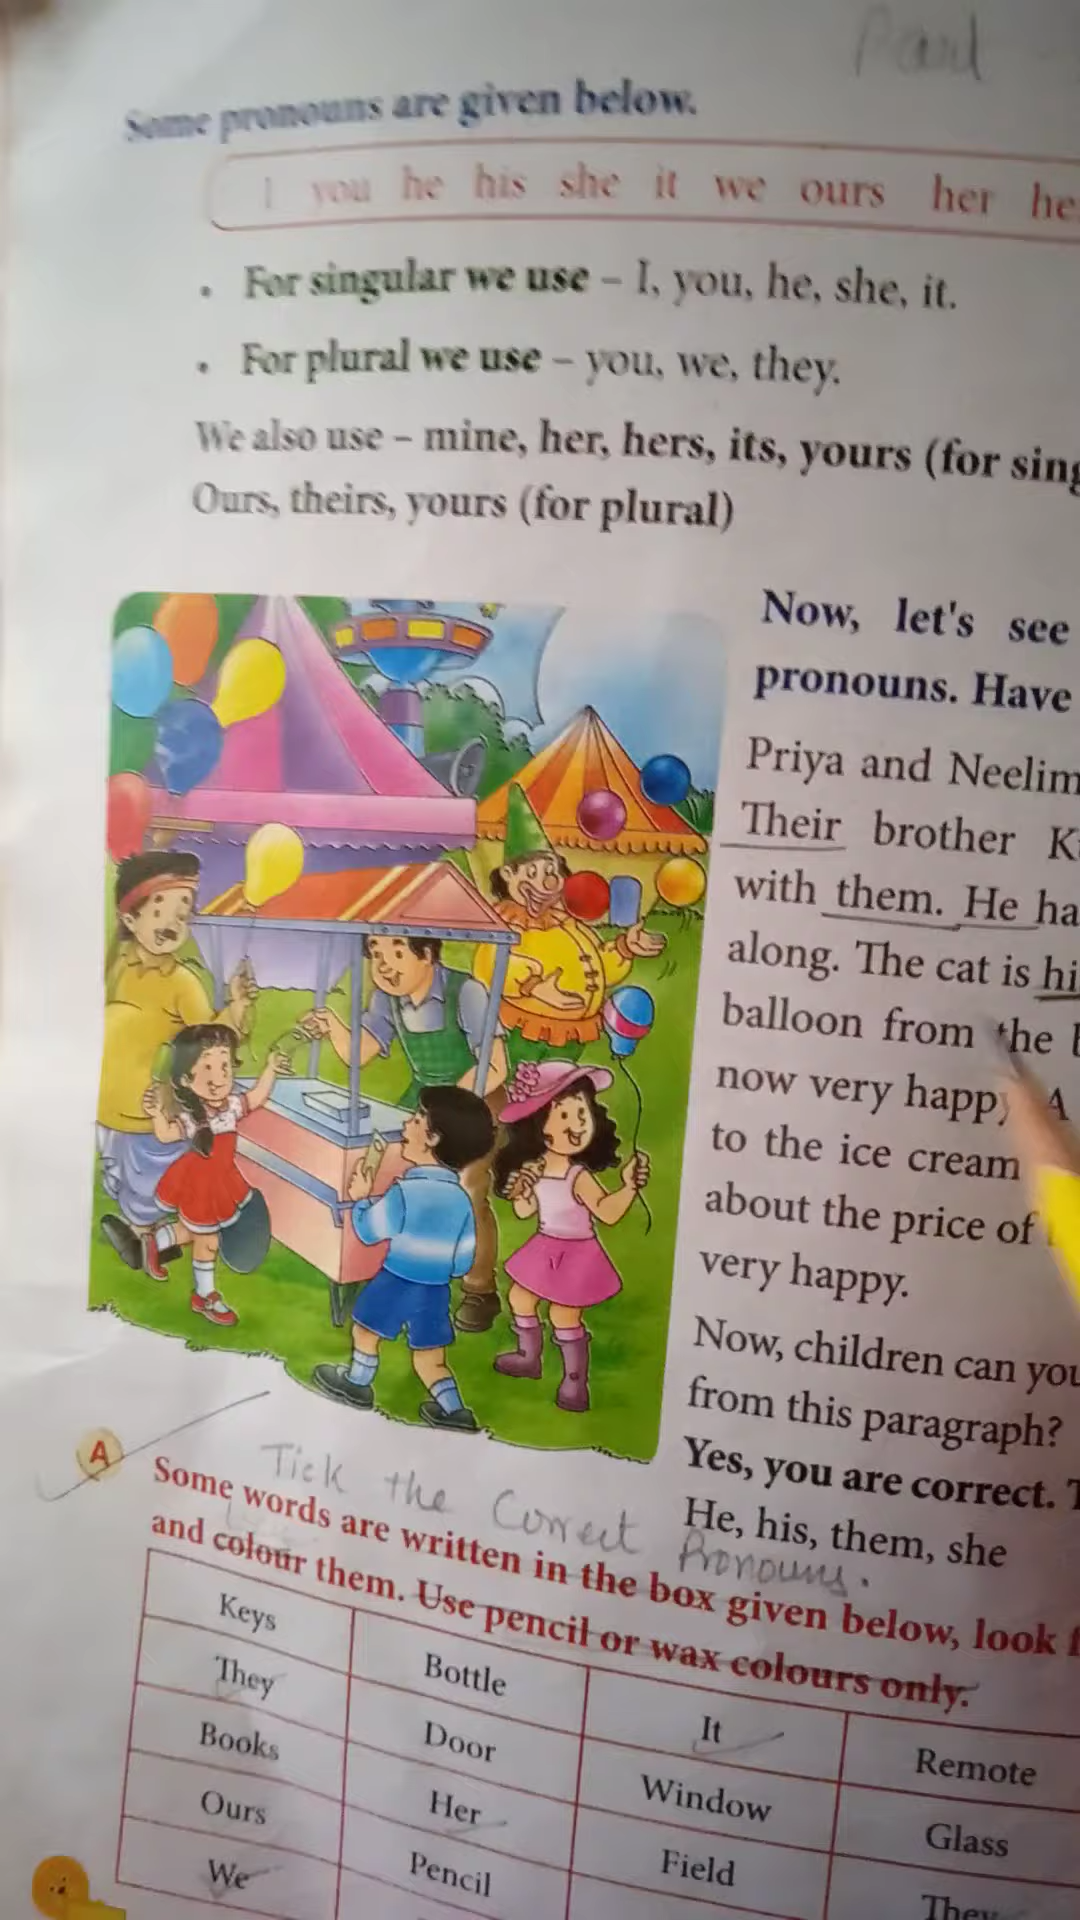 Paul
Some pronouns are given below.
I you he his she it we ours her he
• For singular we use – I, you, he, she, it.
• For plural we use – you, we, they.
We also use – mine, her, hers, its, yours (for sing
Ours, theirs, yours (for plural)
Now, let's see
pronouns. Have
Priya and Neelim
Their brother K
with them. He ha
along. The cat is hi
balloon from the
now very happy A
to the ice cream
about the price of
very happy.
Now, children can you
from this paragraph?
Yes, you are correct. T
He, his, them, she
A
Tick the Correct Pronouns.
Some words are written in the box given below, look f
and colour them. Use pencil or wax colours only.
Keys Bottle It Remote
They Door Window Glass
Books Her Field They
Ours Pencil
We